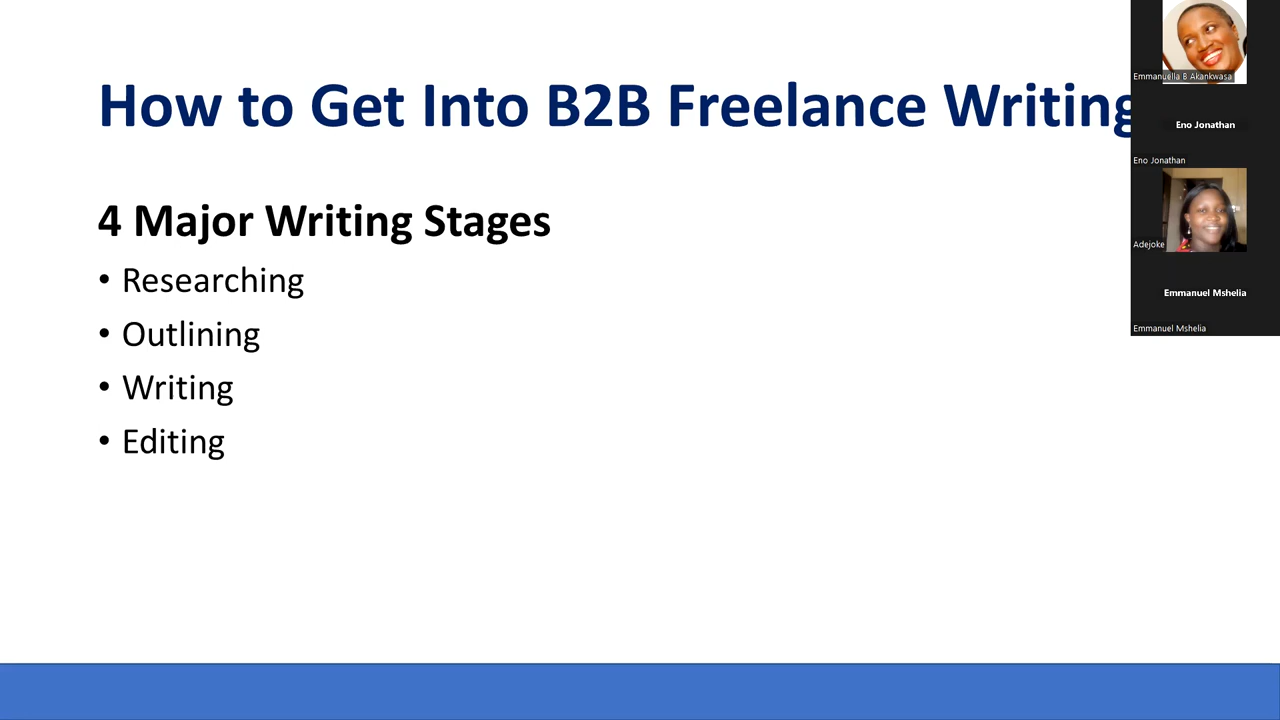 How to Get Into B2B Freelance Writing
4 Major Writing Stages
• Researching
• Outlining
• Writing
• Editing
Emmanuella B Akankwasa
Eno Jonathan
Eno Jonathan
Adejoke
Emmanuel Mshelia
Emmanuel Mshelia